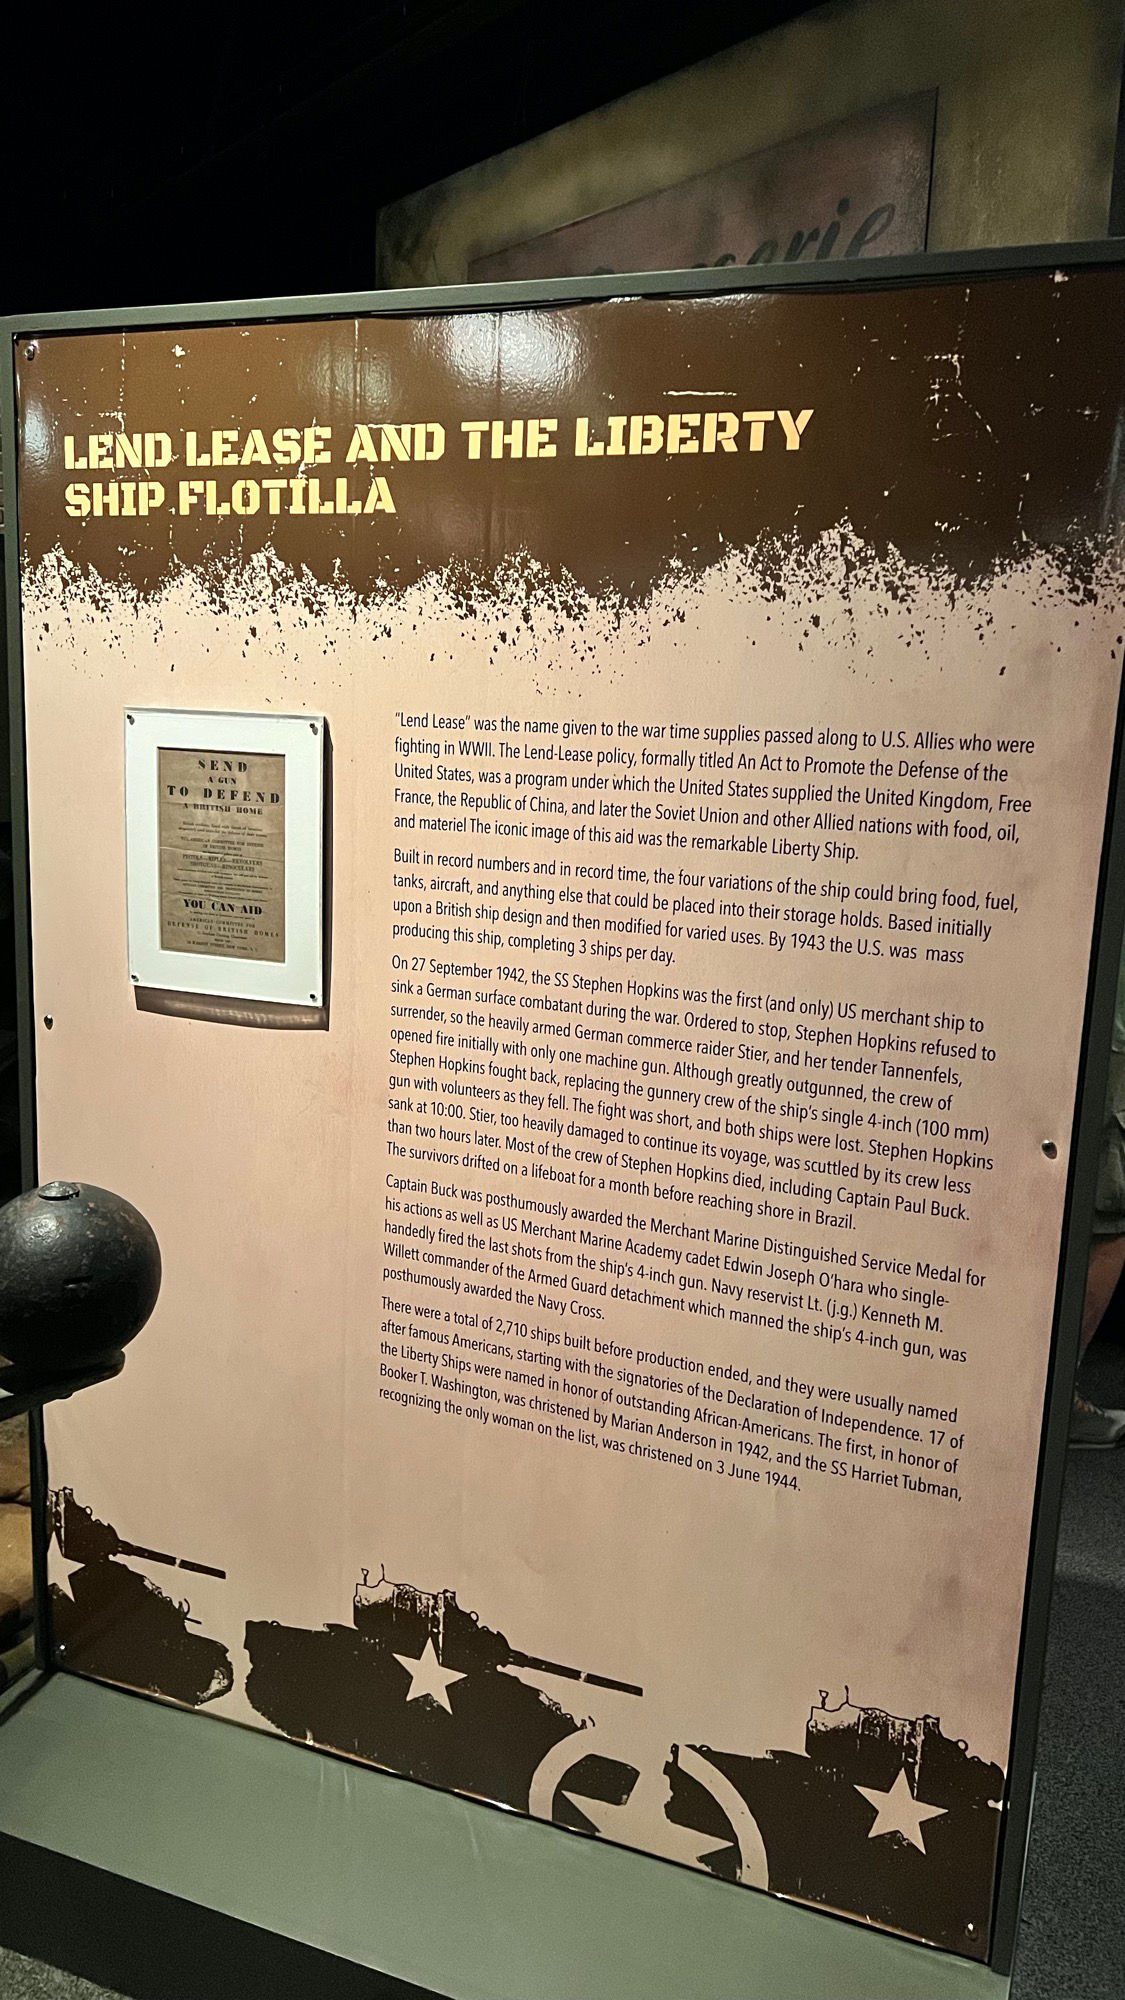 LEND LEASE AND THE LIBERTY
SHIP FLOTILLA
SEND
A GUN
TO DEFEND
A BRITISH HOME
PISTOLS—RIFLES—REVOLVERS
SHOTGUNS—BINOCULARS
YOU CAN AID
AMERICAN COMMITTEE FOR
DEFENSE OF BRITISH HOMES
"Lend Lease" was the name given to the war time supplies passed along to U.S. Allies who were
fighting in WWII. The Lend-Lease policy, formally titled An Act to Promote the Defense of the
United States, was a program under which the United States supplied the United Kingdom, Free
France, the Republic of China, and later the Soviet Union and other Allied nations with food, oil,
and materiel The iconic image of this aid was the remarkable Liberty Ship.
Built in record numbers and in record time, the four variations of the ship could bring food, fuel,
tanks, aircraft, and anything else that could be placed into their storage holds. Based initially
upon a British ship design and then modified for varied uses. By 1943 the U.S. was mass
producing this ship, completing 3 ships per day.
On 27 September 1942, the SS Stephen Hopkins was the first (and only) US merchant ship to
sink a German surface combatant during the war. Ordered to stop, Stephen Hopkins refused to
surrender, so the heavily armed German commerce raider Stier, and her tender Tannenfels,
opened fire initially with only one machine gun. Although greatly outgunned, the crew of
Stephen Hopkins fought back, replacing the gunnery crew of the ship's single 4-inch (100 mm)
gun with volunteers as they fell. The fight was short, and both ships were lost. Stephen Hopkins
sank at 10:00. Stier, too heavily damaged to continue its voyage, was scuttled by its crew less
than two hours later. Most of the crew of Stephen Hopkins died, including Captain Paul Buck.
The survivors drifted on a lifeboat for a month before reaching shore in Brazil.
Captain Buck was posthumously awarded the Merchant Marine Distinguished Service Medal for
his actions as well as US Merchant Marine Academy cadet Edwin Joseph O'hara who single-
handedly fired the last shots from the ship's 4-inch gun. Navy reservist Lt. (j.g.) Kenneth M.
Willett commander of the Armed Guard detachment which manned the ship's 4-inch gun, was
posthumously awarded the Navy Cross.
There were a total of 2,710 ships built before production ended, and they were usually named
after famous Americans, starting with the signatories of the Declaration of Independence. 17 of
the Liberty Ships were named in honor of outstanding African-Americans. The first, in honor of
Booker T. Washington, was christened by Marian Anderson in 1942, and the SS Harriet Tubman,
recognizing the only woman on the list, was christened on 3 June 1944.